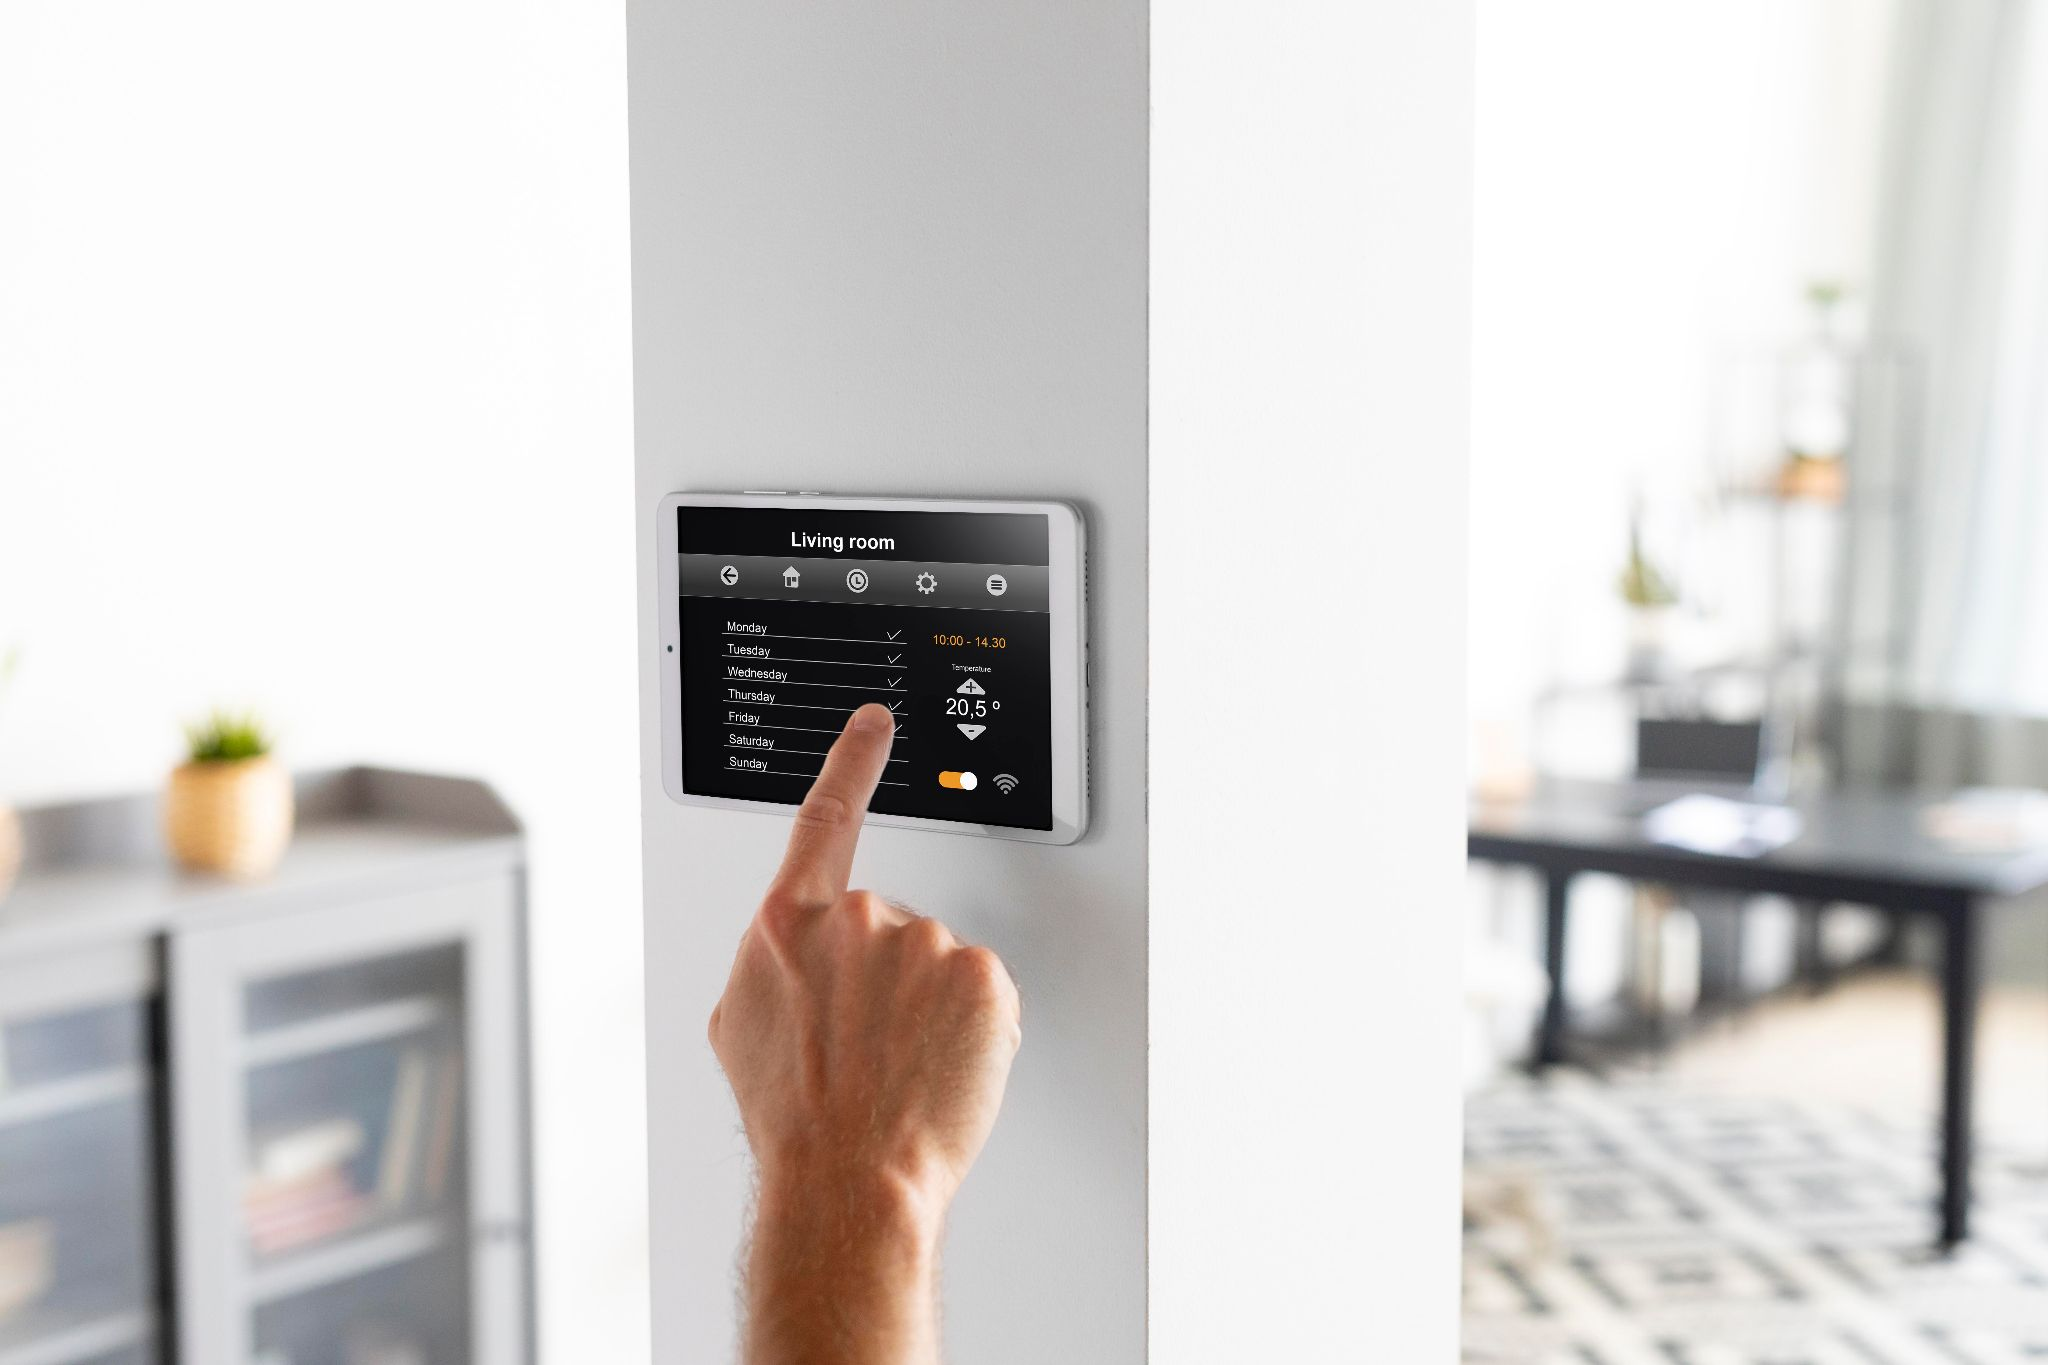 Living room
Monday
10:00 - 14.30
Tuesday
Temperature
Wednesday
Thursday
20,5 º
Friday
Saturday
Sunday